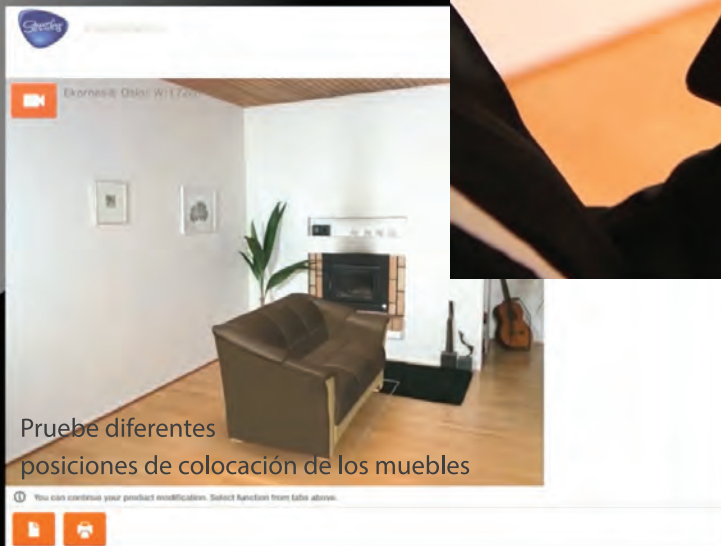 Ekornes® Oslo: W:
Pruebe diferentes
posiciones de colocación de los muebles
You can continue your product modification. Select function from tabs above.